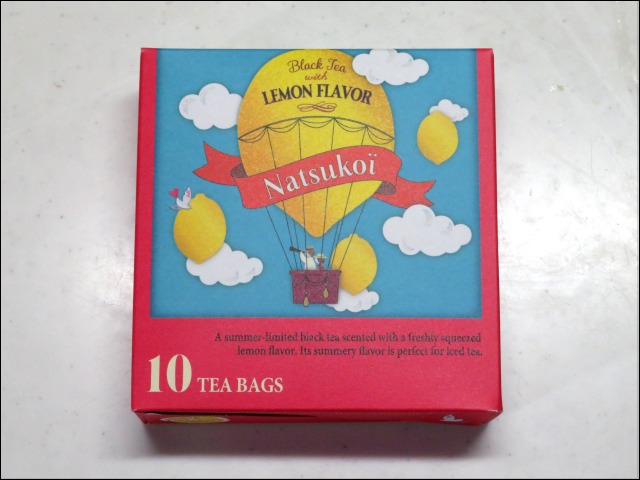 Black Tea
with
LEMON FLAVOR
Natsukoï
A summer-limited black tea scented with a freshly squeezed
lemon flavor. Its summery flavor is perfect for iced tea.
10 TEA BAGS